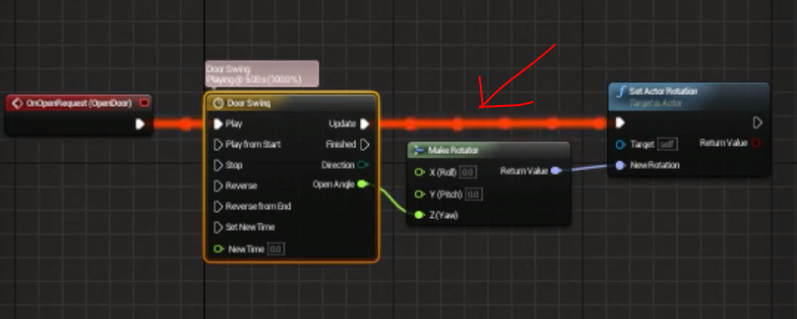 OnOpenRequest (OpenDoor)
Door Swing
Playing @ 5.00s (100.0%)
Door Swing
Play
Update
Play from Start
Finished
Stop
Direction
Reverse
Open Angle
Reverse from End
Set New Time
New Time 0.0
Make Rotator
X (Roll) 0.0
Return Value
Y (Pitch) 0.0
Z (Yaw)
Set Actor Rotation
Target is Actor
Target self
Return Value
New Rotation